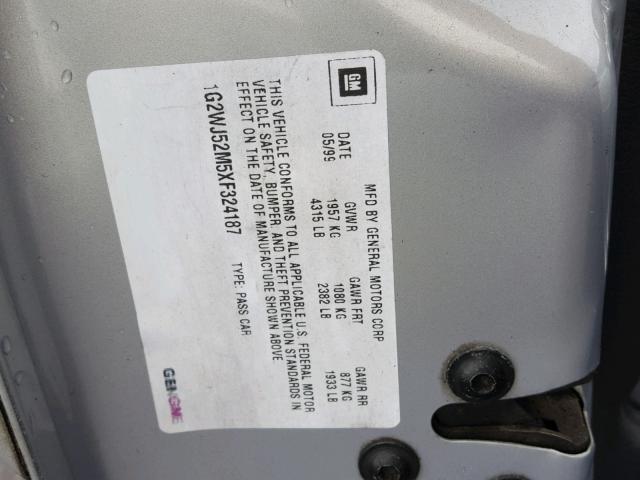 GM
MFD BY GENERAL MOTORS CORP
DATE GVWR GAWR FRT GAWR RR
05/99 1957 KG 1080 KG 877 KG
4315 LB 2382 LB 1933 LB
THIS VEHICLE CONFORMS TO ALL APPLICABLE U.S. FEDERAL MOTOR
VEHICLE SAFETY, BUMPER, AND THEFT PREVENTION STANDARDS IN
EFFECT ON THE DATE OF MANUFACTURE SHOWN ABOVE
1G2WJ52M5XF324187 TYPE: PASS CAR